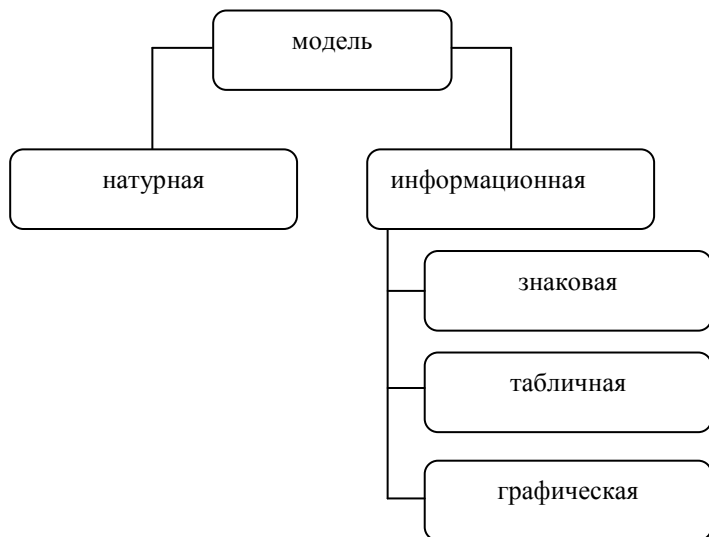 модель
натурная
информационная
знаковая
табличная
графическая